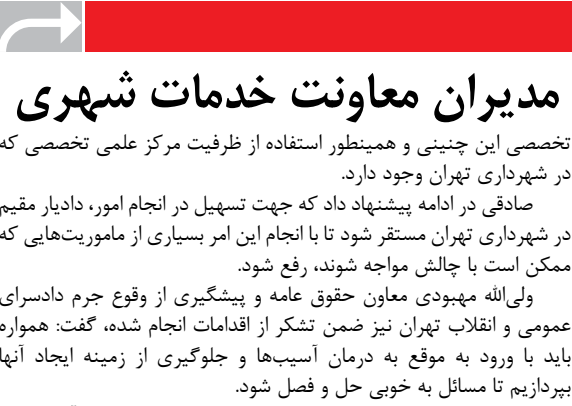 مدیران معاونت خدمات شهری
تخصصی این چنینی و همینطور استفاده از ظرفیت مرکز علمی تخصصی که
در شهرداری تهران وجود دارد.
صادقی در ادامه پیشنهاد داد که جهت تسهیل در انجام امور، دادیار مقیم
در شهرداری تهران مستقر شود تا با انجام این امر بسیاری از ماموریت‌هایی که
ممکن است با چالش مواجه شوند، رفع شود.
ولی‌الله مهبودی معاون حقوق عامه و پیشگیری از وقوع جرم دادسرای
عمومی و انقلاب تهران نیز ضمن تشکر از اقدامات انجام شده، گفت: همواره
باید با ورود به موقع به درمان آسیب‌ها و جلوگیری از زمینه ایجاد آنها
بپردازیم تا مسائل به خوبی حل و فصل شود.